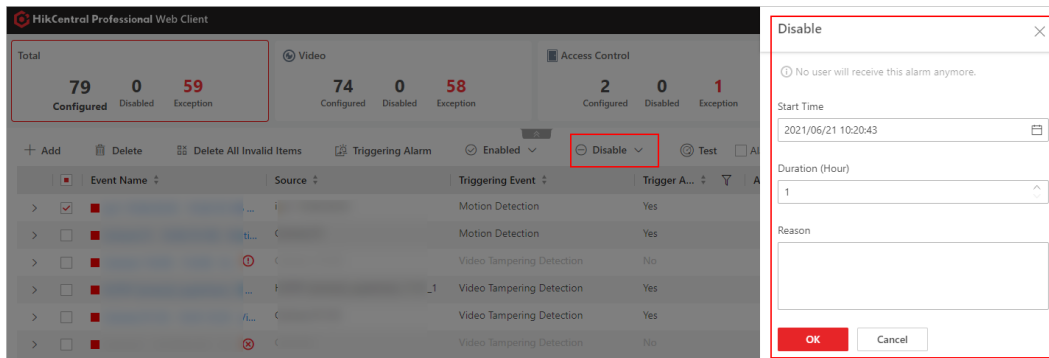 HikCentral Professional Web Client
Total
79 0 59
Configured Disabled Exception
Video
74 0 58
Configured Disabled Exception
Access Control
2 0 1
Configured Disabled Exception
Add Delete Delete All Invalid Items Triggering Alarm Enabled Disable Test
Event Name Source Triggering Event Trigger A...
... Motion Detection Yes
... Motion Detection Yes
Video Tampering Detection No
... _1 Video Tampering Detection Yes
... Video Tampering Detection Yes
Video Tampering Detection No
Disable
No user will receive this alarm anymore.
Start Time
2021/06/21 10:20:43
Duration (Hour)
1
Reason
OK Cancel